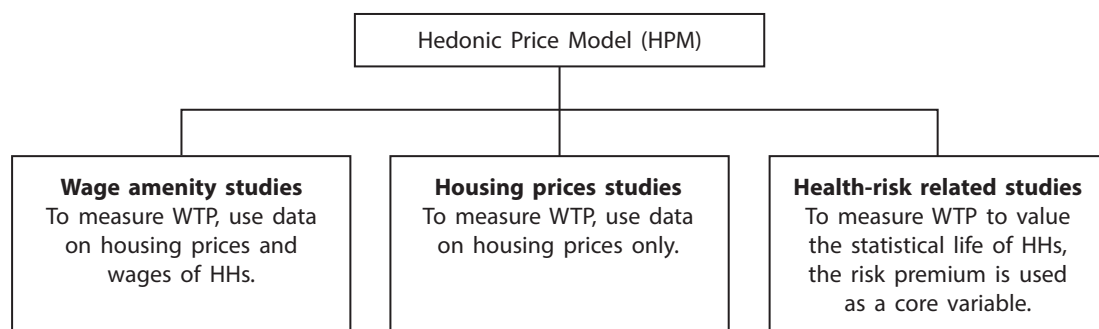 Hedonic Price Model (HPM)
Wage amenity studies
To measure WTP, use data
on housing prices and
wages of HHs.
Housing prices studies
To measure WTP, use data
on housing prices only.
Health-risk related studies
To measure WTP to value
the statistical life of HHs,
the risk premium is used
as a core variable.